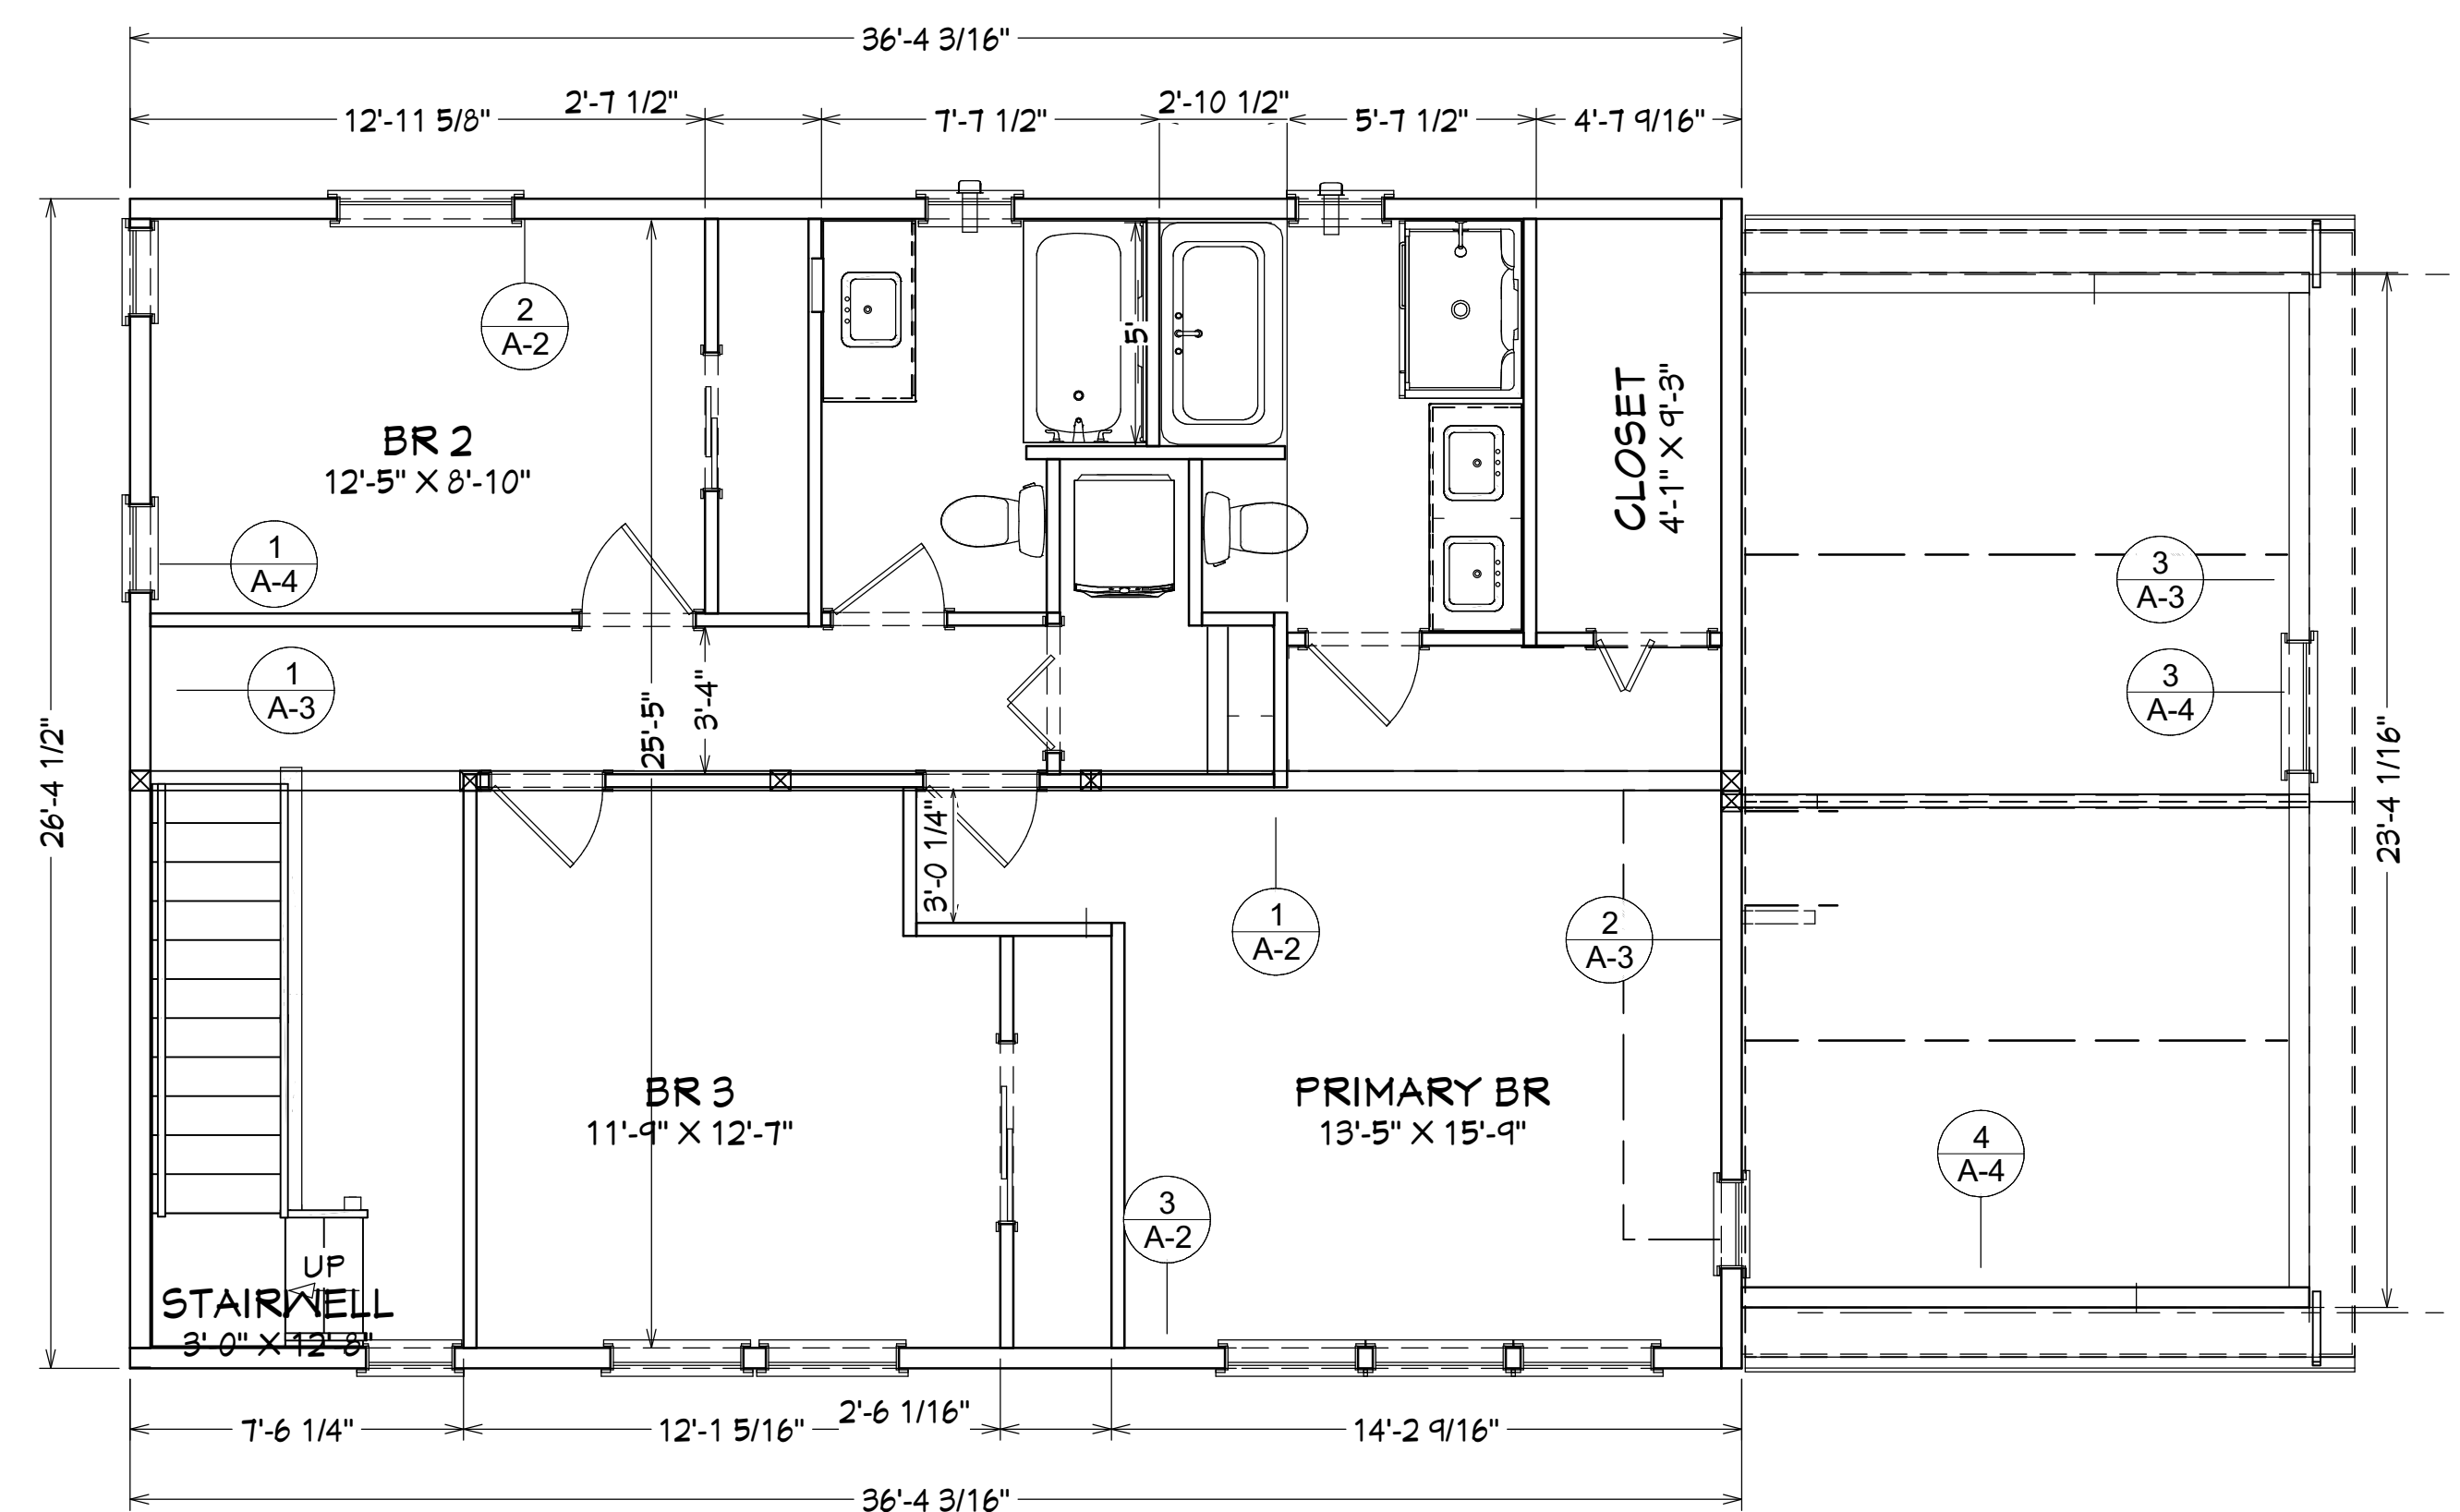 36'-4 3/16"
12'-11 5/8"
2'-7 1/2"
7'-7 1/2"
2'-10 1/2"
5'-7 1/2"
4'-7 9/16"
2
A-2
5'
BR 2
12'-5" X 8'-10"
CLOSET
4'-1" X 9'-3"
1
A-4
3
A-3
1
A-3
3
A-4
26'-4 1/2"
25'-5"
3'-4"
23'-4 1/16"
3'-0 1/4"
1
A-2
2
A-3
BR 3
11'-9" X 12'-7"
PRIMARY BR
13'-5" X 15'-9"
4
A-4
3
A-2
UP
STAIRWELL
3'-0" X 12'-8"
7'-6 1/4"
12'-1 5/16"
2'-6 1/16"
14'-2 9/16"
36'-4 3/16"